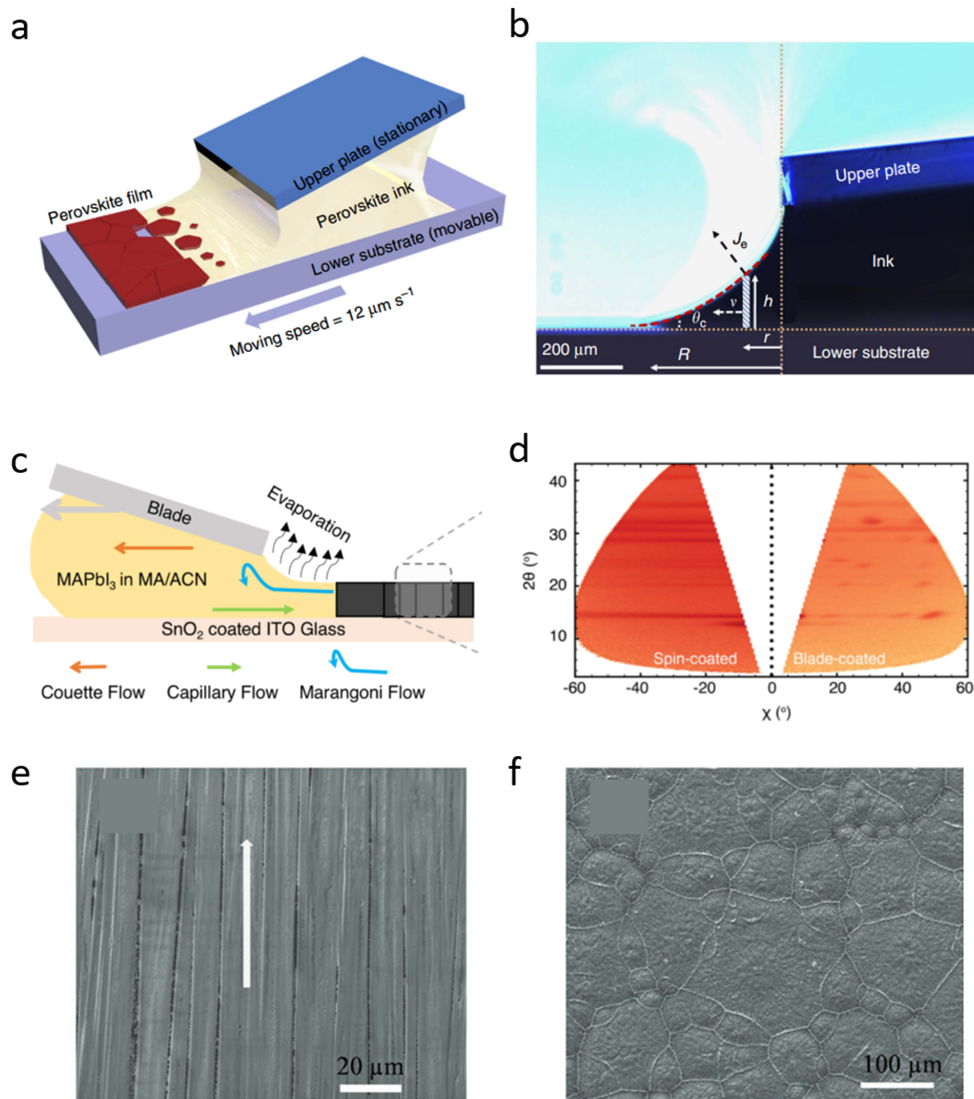 a
Upper plate (stationary)
Perovskite film
Perovskite ink
Lower substrate (movable)
Moving speed = 12 μm s⁻¹
b
Upper plate
Jₑ
Ink
v
h
θc
r
200 μm
R
Lower substrate
c
Blade
Evaporation
MAPbI₃ in MA/ACN
SnO₂ coated ITO Glass
Couette Flow
Capillary Flow
Marangoni Flow
d
2θ (°)
40
30
20
10
Spin-coated
Blade-coated
-60
-40
-20
0
20
40
60
χ (°)
e
20 μm
f
100 μm